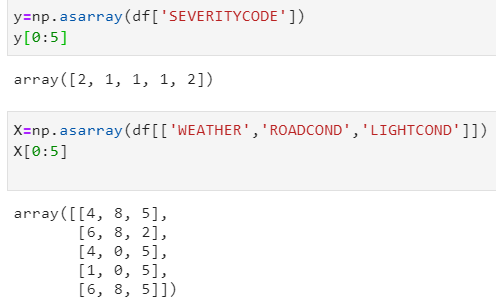 y=np.asarray(df['SEVERITYCODE'])
y[0:5]
array([2, 1, 1, 1, 2])
X=np.asarray(df[['WEATHER','ROADCOND','LIGHTCOND']])
X[0:5]
array([[4, 8, 5],
       [6, 8, 2],
       [4, 0, 5],
       [1, 0, 5],
       [6, 8, 5]])